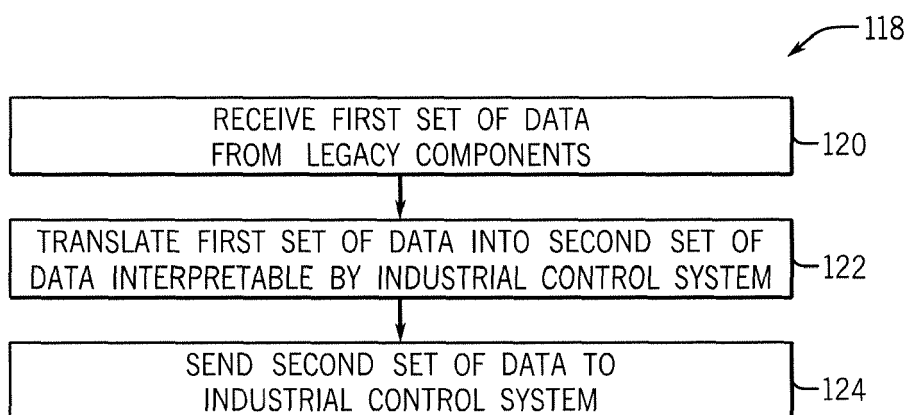 118
RECEIVE FIRST SET OF DATA
FROM LEGACY COMPONENTS
120
TRANSLATE FIRST SET OF DATA INTO SECOND SET OF
DATA INTERPRETABLE BY INDUSTRIAL CONTROL SYSTEM
122
SEND SECOND SET OF DATA TO
INDUSTRIAL CONTROL SYSTEM
124